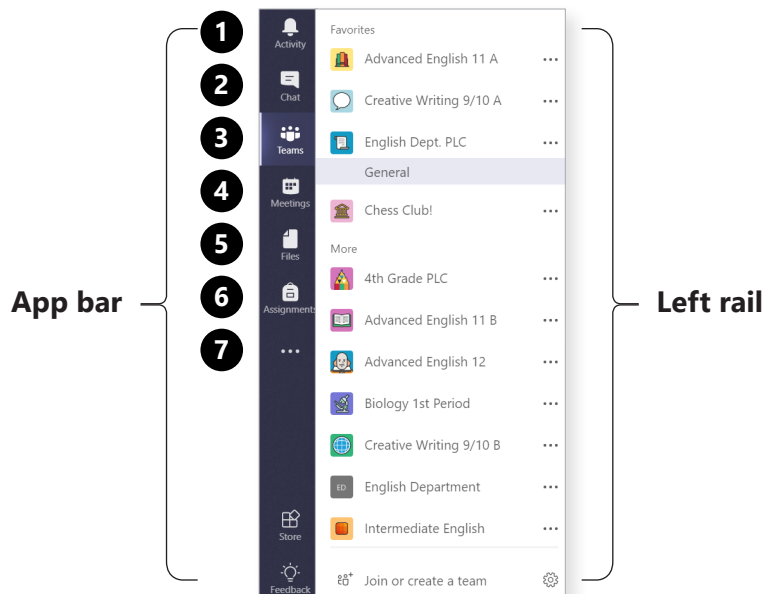 App bar
1
Activity
2
Chat
3
Teams
4
Meetings
5
Files
6
Assignments
7
Store
Feedback
Favorites
Advanced English 11 A
Creative Writing 9/10 A
English Dept. PLC
General
Chess Club!
More
4th Grade PLC
Advanced English 11 B
Advanced English 12
Biology 1st Period
Creative Writing 9/10 B
ED English Department
Intermediate English
Join or create a team
Left rail